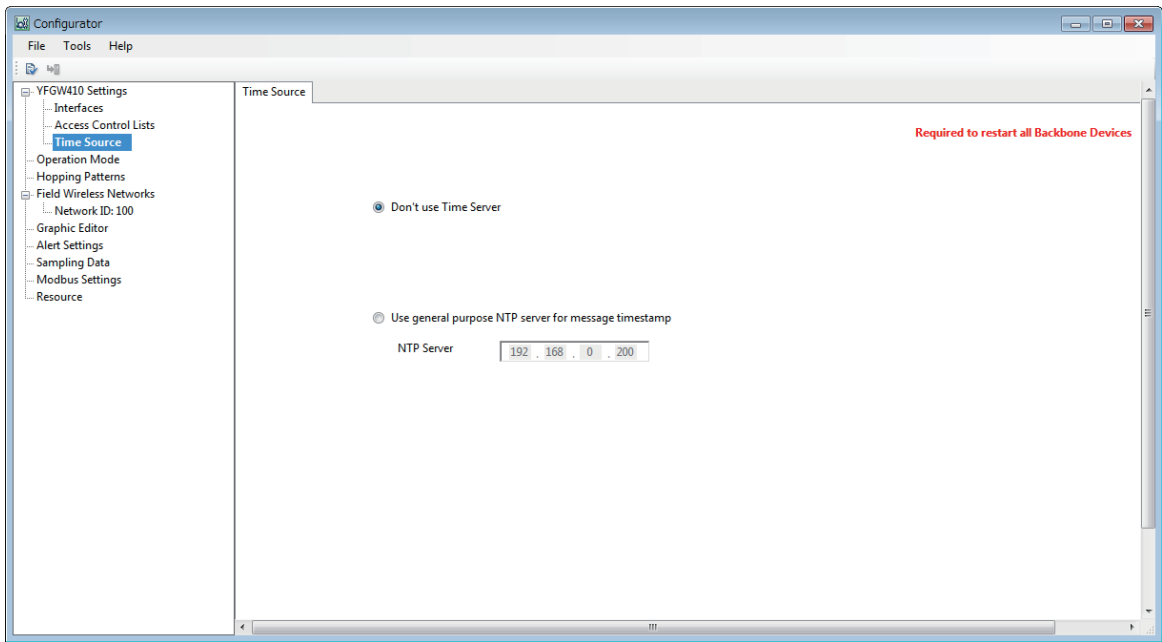 Configurator
File Tools Help
YFGW410 Settings
Interfaces
Access Control Lists
Time Source
Operation Mode
Hopping Patterns
Field Wireless Networks
Network ID: 100
Graphic Editor
Alert Settings
Sampling Data
Modbus Settings
Resource
Time Source
Required to restart all Backbone Devices
Don't use Time Server
Use general purpose NTP server for message timestamp
NTP Server 192 . 168 . 0 . 200